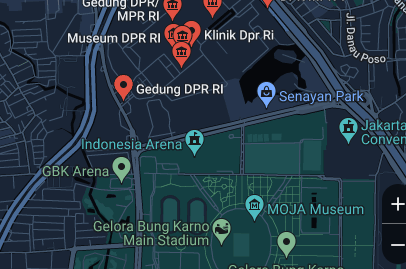 Gedung DPR/
MPR RI
Museum DPR RI
Klinik Dpr Ri
Jl. Danau Poso
Gedung DPR RI
Senayan Park
Indonesia Arena
Jakarta
Conven
GBK Arena
MOJA Museum
Gelora Bung Karno
Main Stadium
Gelora Bung Karno
+
−